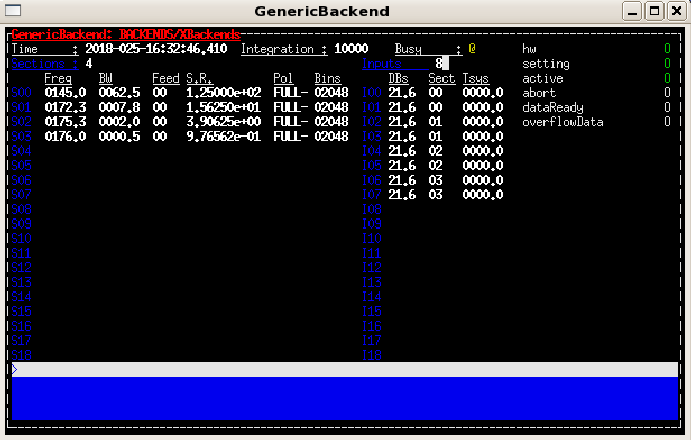 GenericBackend
GenericBackend: BACKENDS/XBackends
Time : 2018-025-16:32:46.410 Integration : 10000 Busy : @ hw O
Sections : 4 Inputs 8 setting O
Freq BW Feed S.R. Pol Bins DBs Sect Tsys active O
S00 0145.0 0062.5 00 1.25000e+02 FULL- 02048 I00 21.6 00 0000.0 abort O
S01 0172.3 0007.8 00 1.56250e+01 FULL- 02048 I01 21.6 00 0000.0 dataReady O
S02 0175.3 0002.0 00 3.90625e+00 FULL- 02048 I02 21.6 01 0000.0 overflowData O
S03 0176.0 0000.5 00 9.76562e-01 FULL- 02048 I03 21.6 01 0000.0
S04 I04 21.6 02 0000.0
S05 I05 21.6 02 0000.0
S06 I06 21.6 03 0000.0
S07 I07 21.6 03 0000.0
S08 I08
S09 I09
S10 I10
S11 I11
S12 I12
S13 I13
S14 I14
S15 I15
S16 I16
S17 I17
S18 I18
>